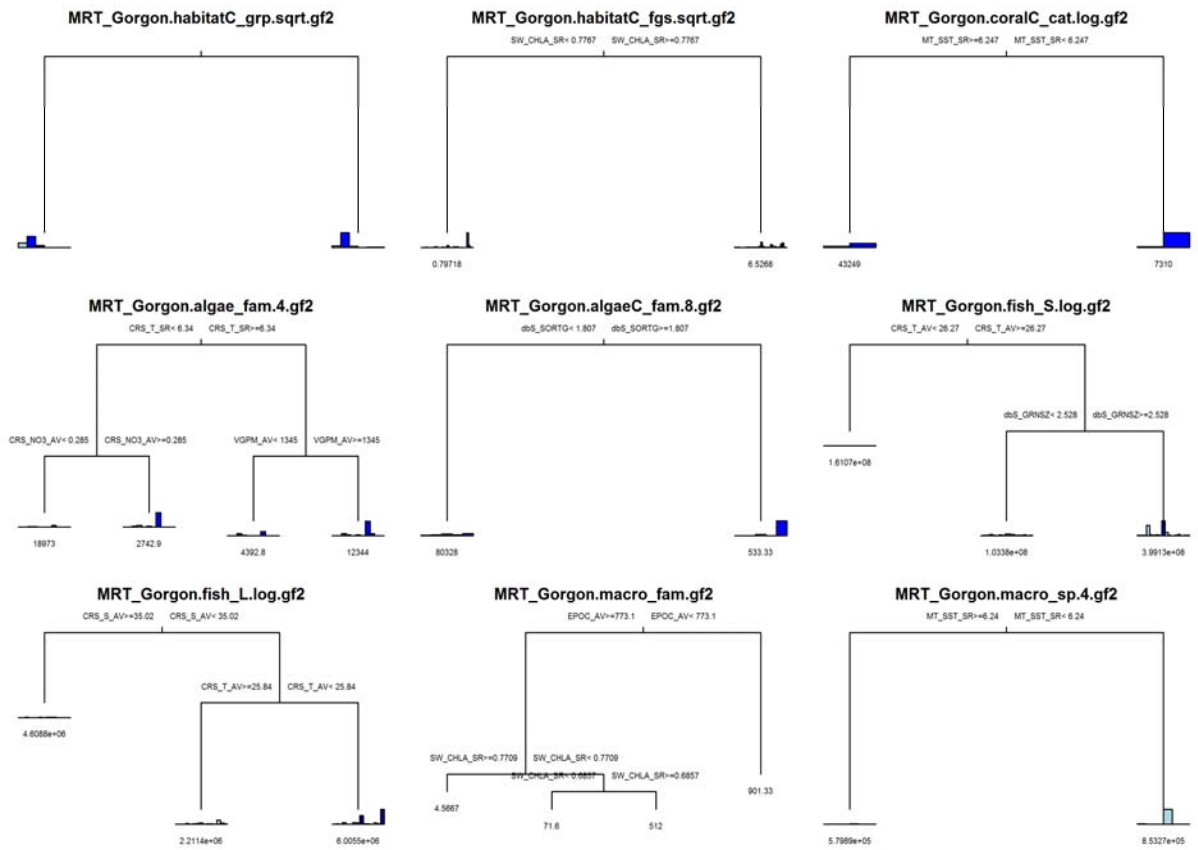 MRT_Gorgon.habitatC_grp.sqrt.gf2
MRT_Gorgon.habitatC_fgs.sqrt.gf2
SW_CHLA_SR< 0.7767 SW_CHLA_SR>=0.7767
0.79718
6.5268
MRT_Gorgon.coralC_cat.log.gf2
MT_SST_SR>=6.247 MT_SST_SR< 6.247
43249
7310
MRT_Gorgon.algae_fam.4.gf2
CRS_T_SR< 6.34 CRS_T_SR>=6.34
CRS_NO3_AV< 0.285 CRS_NO3_AV>=0.285
VGPM_AV< 1345 VGPM_AV>=1345
18973
2742.9
4392.8
12344
MRT_Gorgon.algaeC_fam.8.gf2
dbS_SORTG< 1.807 dbS_SORTG>=1.807
80328
533.33
MRT_Gorgon.fish_S.log.gf2
CRS_T_AV< 26.27 CRS_T_AV>=26.27
dbS_GRNSZ< 2.528 dbS_GRNSZ>=2.528
1.6107e+08
1.0338e+08
3.9913e+08
MRT_Gorgon.fish_L.log.gf2
CRS_S_AV>=35.02 CRS_S_AV< 35.02
CRS_T_AV>=25.84 CRS_T_AV< 25.84
4.6088e+06
2.2114e+06
6.0055e+06
MRT_Gorgon.macro_fam.gf2
EPOC_AV>=773.1 EPOC_AV< 773.1
SW_CHLA_SR>=0.7709 SW_CHLA_SR< 0.7709
SW_CHLA_SR< 0.6857 SW_CHLA_SR>=0.6857
4.5667
71.6
512
901.33
MRT_Gorgon.macro_sp.4.gf2
MT_SST_SR>=6.24 MT_SST_SR< 6.24
5.7989e+05
8.5327e+05